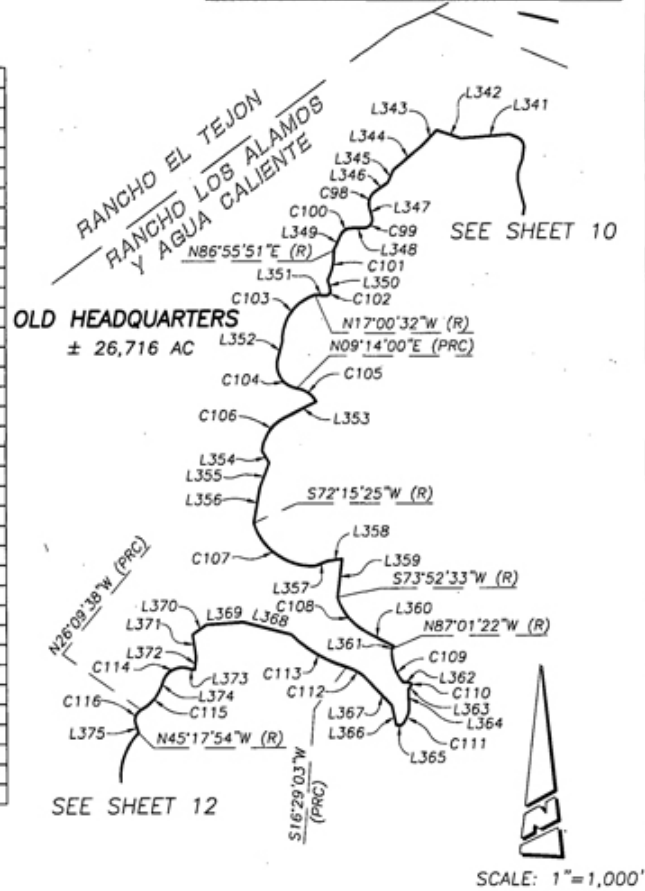 L342
L343
L341
L344
L345
L346
C98
L347
C100
C99
L349
L348
SEE SHEET 10
RANCHO EL TEJON
RANCHO LOS ALAMOS
Y AGUA CALIENTE
N86°55'51"E (R)
C101
L351
L350
C102
C103
OLD HEADQUARTERS
± 26,716 AC
N17°00'32"W (R)
L352
N09°14'00"E (PRC)
C104
C105
C106
L353
L354
L355
L356
S72°15'25"W (R)
L358
C107
L359
L357
S73°52'33"W (R)
C108
L360
N26°09'38"W (PRC)
L370
L369
L368
L361
N87°01'22"W (R)
L371
C109
L372
C113
L362
C114
L373
C112
C110
L374
L363
C116
C115
L367
L364
L375
L366
C111
N45°17'54"W (R)
L365
S16°29'03"W
(PRC)
SEE SHEET 12
N
SCALE: 1"=1,000'